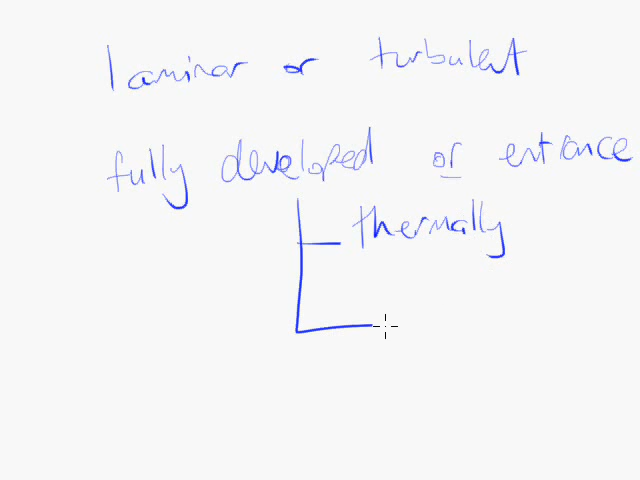 laminar or turbulent
fully developed or entrance
thermally